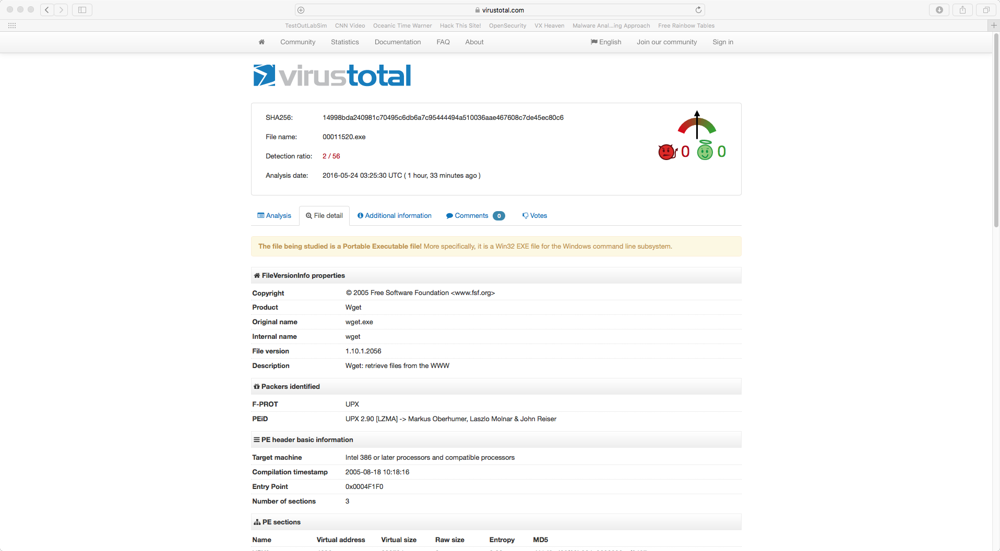 virustotal.com
TestOutLabSim CNN Video Oceanic Time Warner Hack This Site! OpenSecurity VX Heaven Malware Anal...ing Approach Free Rainbow Tables
Community Statistics Documentation FAQ About English Join our community Sign in
virustotal
SHA256: 14998bda240981c70495c6db6a7c95444494a510036aae467608c7de45ec80c6
File name: 00011520.exe
Detection ratio: 2 / 56
0 0
Analysis date: 2016-05-24 03:25:30 UTC ( 1 hour, 33 minutes ago )
Analysis File detail Additional information Comments 0 Votes
The file being studied is a Portable Executable file! More specifically, it is a Win32 EXE file for the Windows command line subsystem.
FileVersionInfo properties
Copyright © 2005 Free Software Foundation <www.fsf.org>
Product Wget
Original name wget.exe
Internal name wget
File version 1.10.1.2056
Description Wget: retrieve files from the WWW
Packers identified
F-PROT UPX
PEiD UPX 2.90 [LZMA] -> Markus Oberhumer, Laszlo Molnar & John Reiser
PE header basic information
Target machine Intel 386 or later processors and compatible processors
Compilation timestamp 2005-08-18 10:18:16
Entry Point 0x0004F1F0
Number of sections 3
PE sections
Name Virtual address Virtual size Raw size Entropy MD5